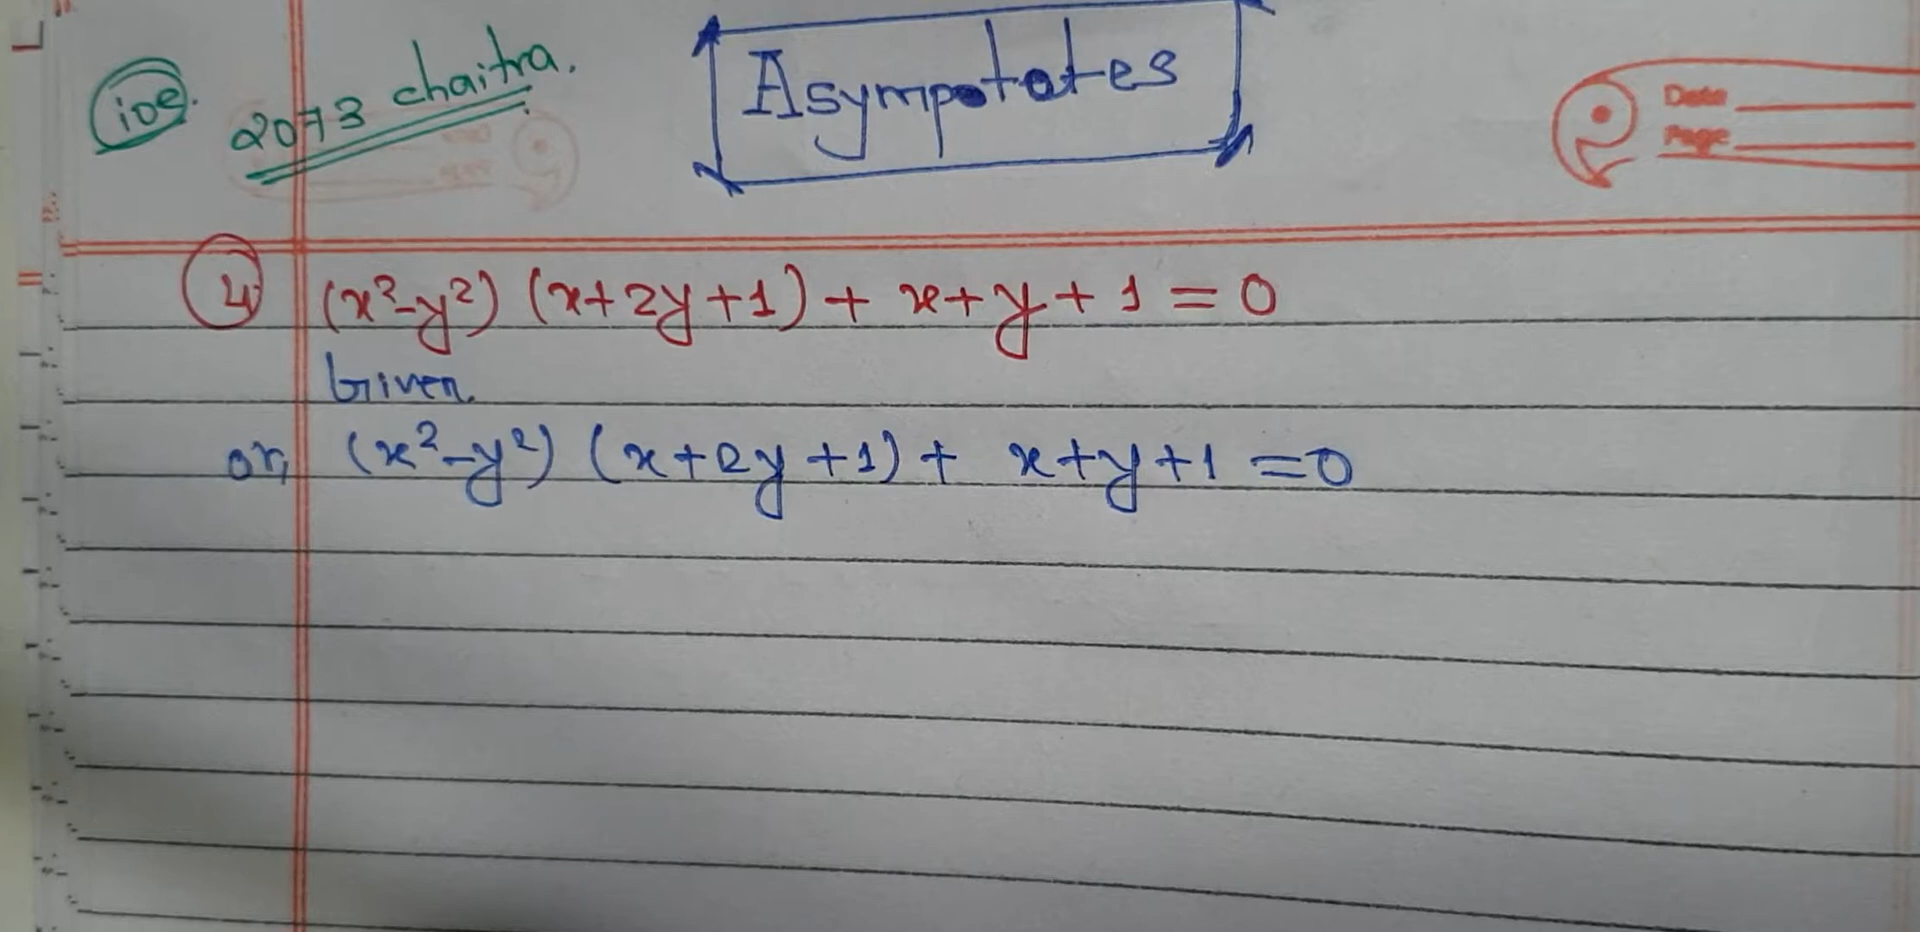 ioe.
2073 chaitra.
Asympotates
Date
Page
4 (x²-y²) (x+2y+1) + x+y+1 = 0
Given
or, (x²-y²) (x+2y+1) + x+y+1 = 0